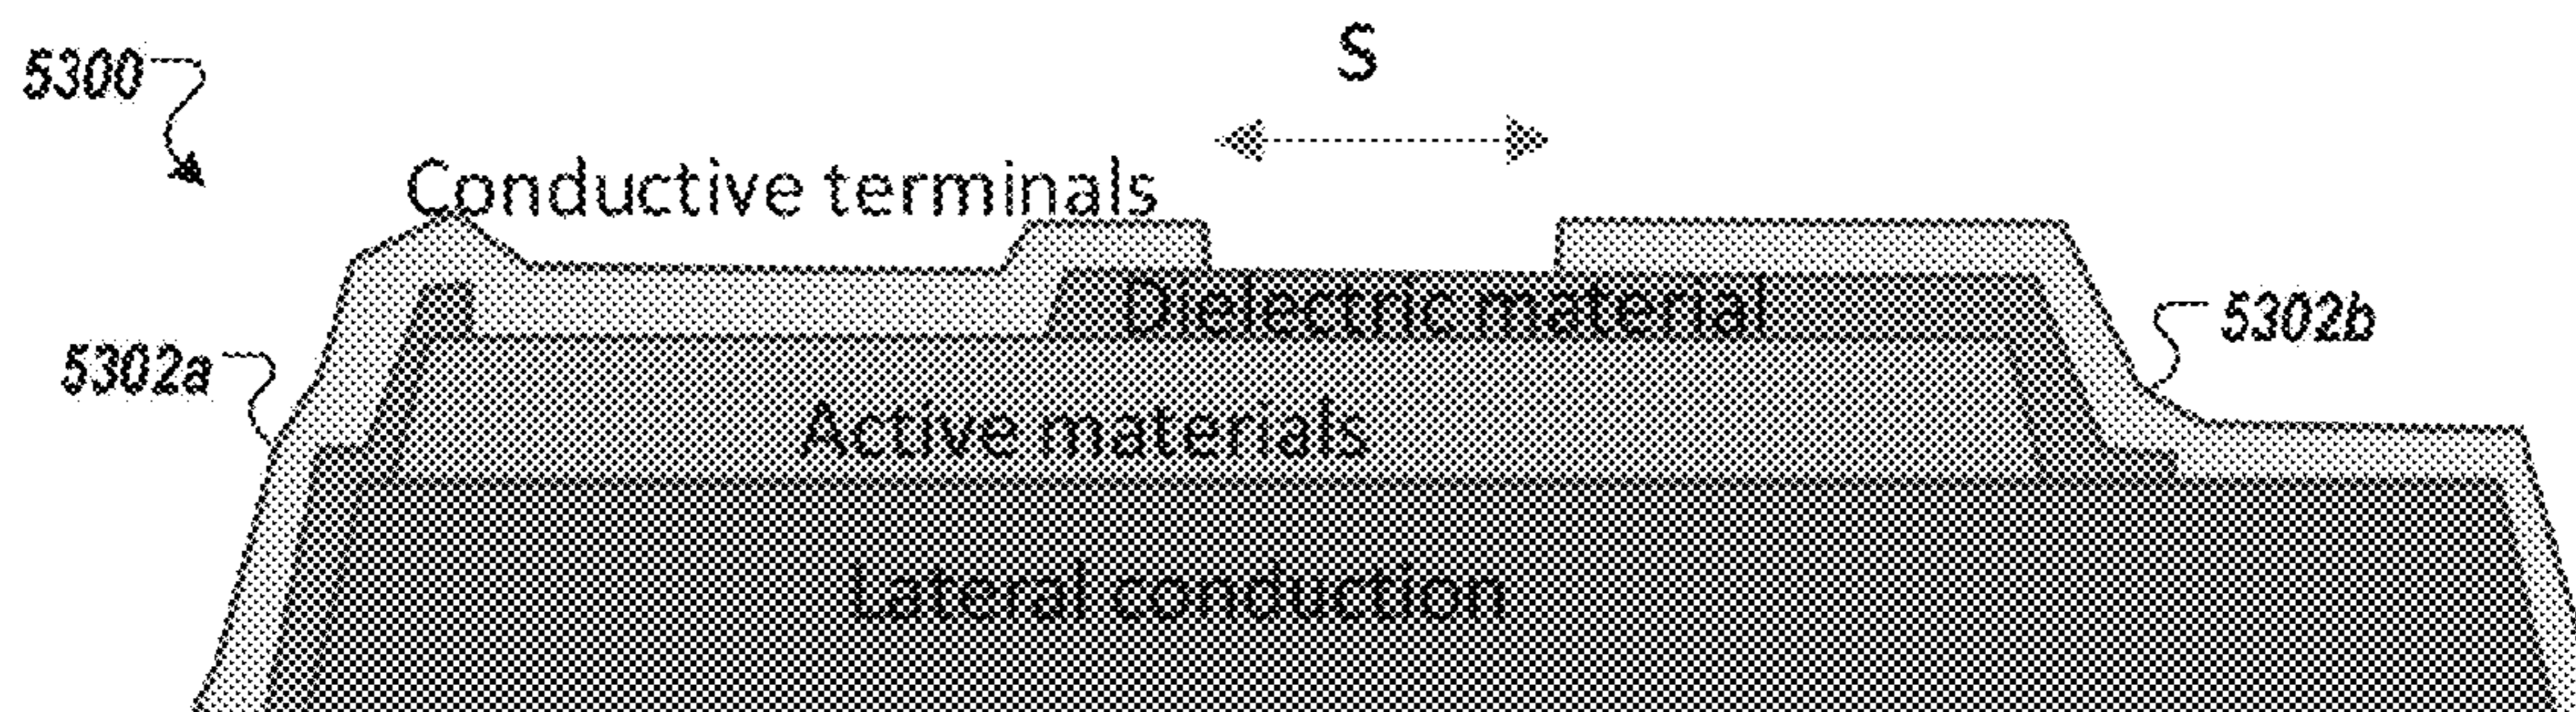 S
5300
Conductive terminals
Dielectric material
5302b
5302a
Active materials
Lateral conduction